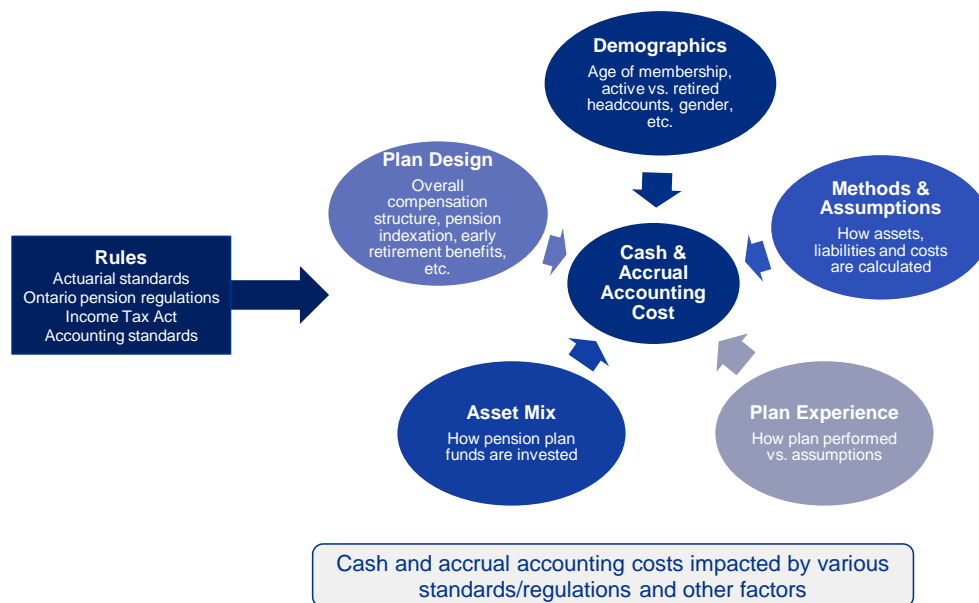 Demographics
Age of membership,
active vs. retired
headcounts, gender,
etc.
Plan Design
Overall
compensation
structure, pension
indexation, early
retirement benefits,
etc.
Methods &
Assumptions
How assets,
liabilities and costs
are calculated
Rules
Actuarial standards
Ontario pension regulations
Income Tax Act
Accounting standards
Cash &
Accrual
Accounting
Cost
Asset Mix
How pension plan
funds are invested
Plan Experience
How plan performed
vs. assumptions
Cash and accrual accounting costs impacted by various
standards/regulations and other factors